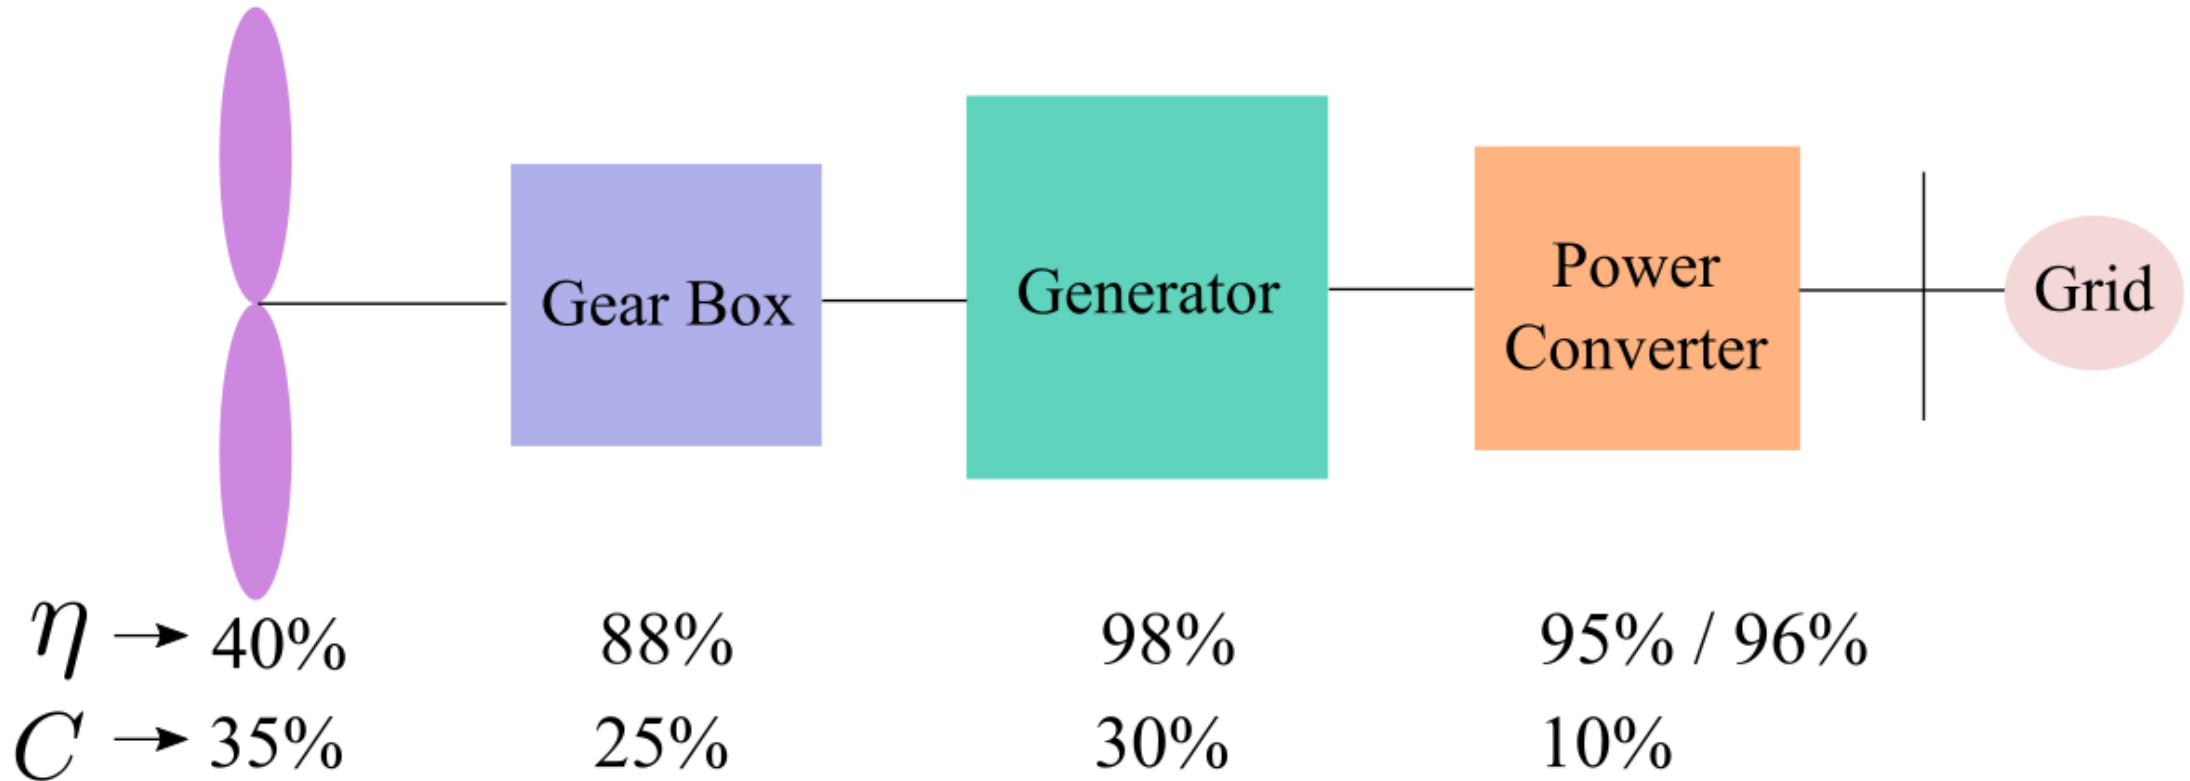 Gear Box
Generator
Power
Converter
Grid
η → 40% 88% 98% 95% / 96%
C → 35% 25% 30% 10%